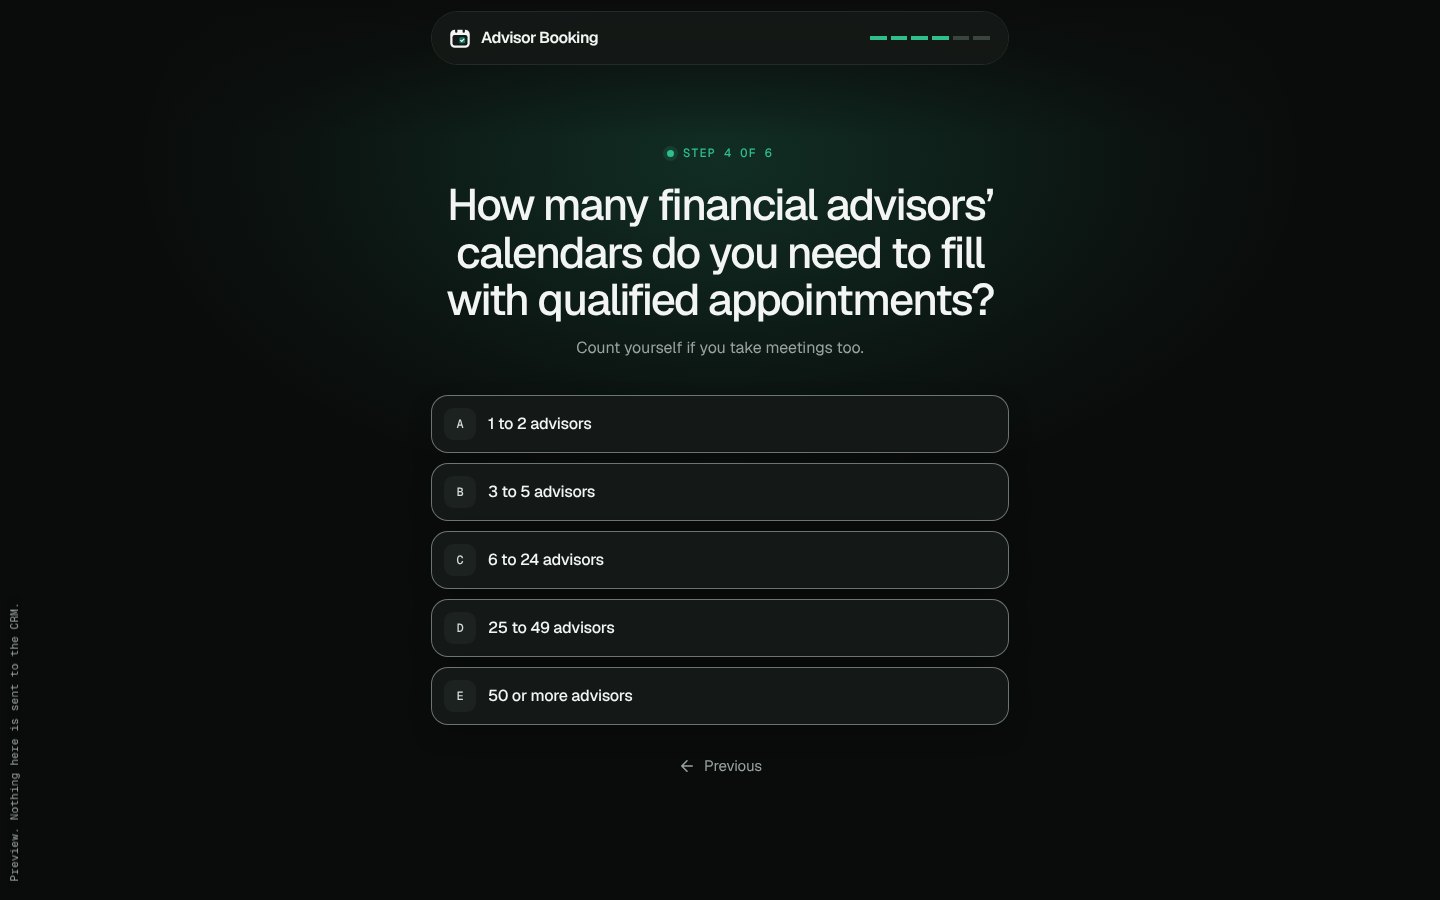 Advisor Booking
STEP 4 OF 6
How many financial advisors’
calendars do you need to fill
with qualified appointments?
Count yourself if you take meetings too.
A 1 to 2 advisors
B 3 to 5 advisors
C 6 to 24 advisors
D 25 to 49 advisors
E 50 or more advisors
← Previous
Preview. Nothing here is sent to the CRM.